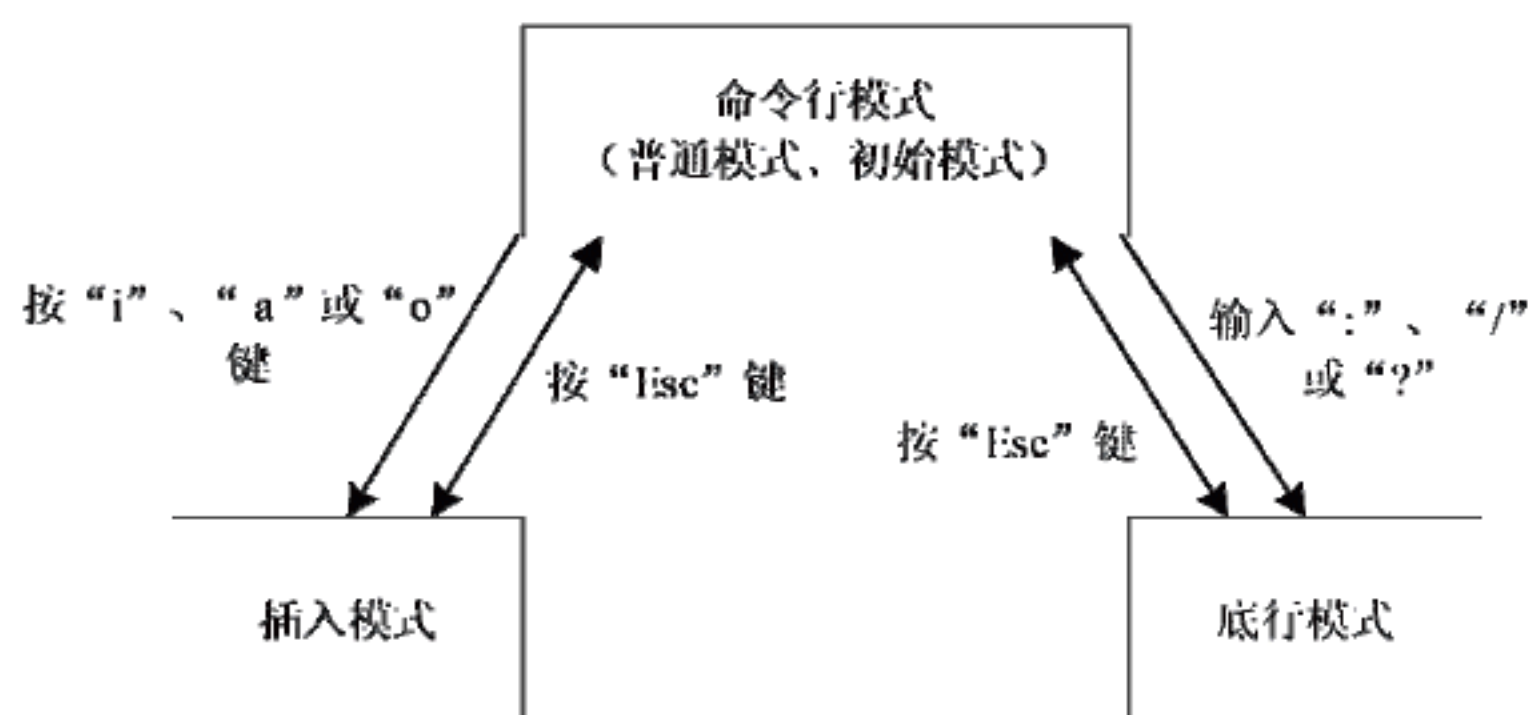 命令行模式
（普通模式、初始模式）
按“i”、“a”或“o”
键
按“Esc”键
输入“:”、“/”
或“?”
按“Esc”键
插入模式
底行模式